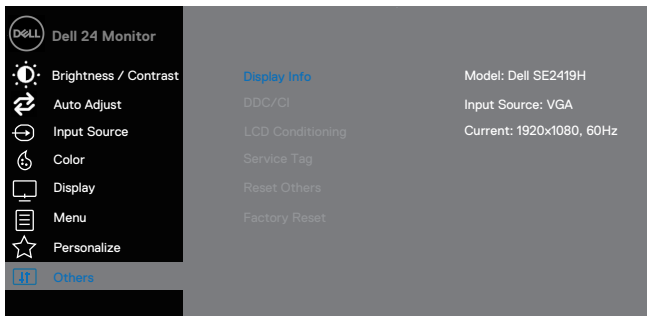 DELL Dell 24 Monitor
Brightness / Contrast Display Info Model: Dell SE2419H
Auto Adjust DDC/CI Input Source: VGA
Input Source LCD Conditioning Current: 1920x1080, 60Hz
Color Service Tag
Display Reset Others
Menu Factory Reset
Personalize
Others